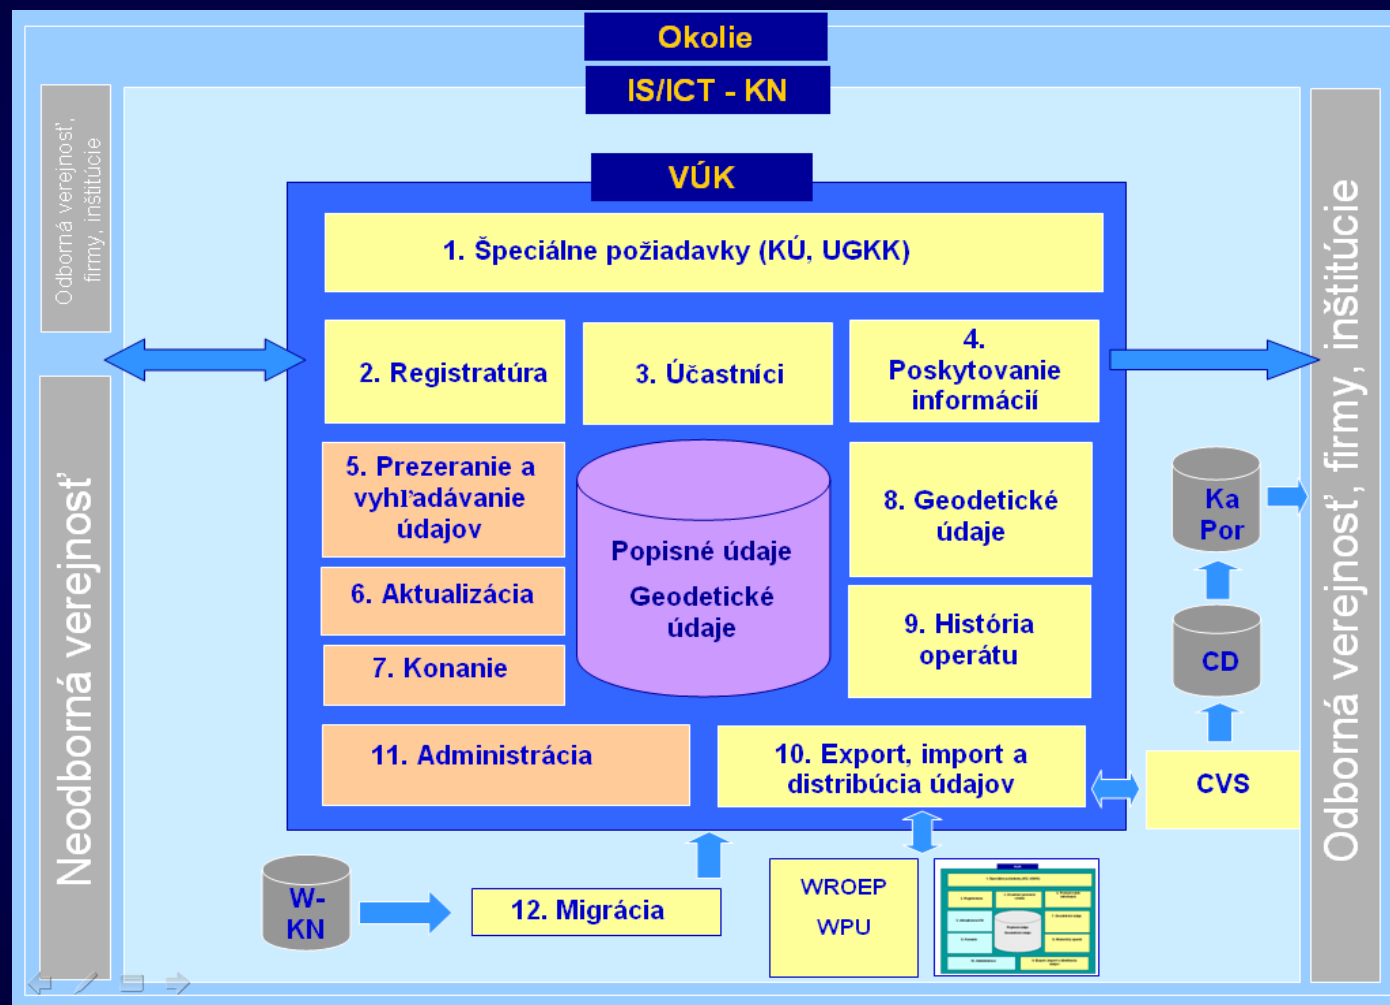 Okolie
IS/ICT - KN
Odborná verejnosť,
firmy, inštitúcie
VÚK
1. Špeciálne požiadavky (KÚ, UGKK)
2. Registratúra
3. Účastníci
4.
Poskytovanie
informácií
5. Prezeranie a
vyhľadávanie
údajov
6. Aktualizácia
7. Konanie
Popisné údaje
Geodetické
údaje
8. Geodetické
údaje
9. História
operátu
11. Administrácia
10. Export, import a
distribúcia údajov
Neodborná verejnosť
Odborná verejnosť, firmy, inštitúcie
Ka
Por
CD
CVS
W-
KN
12. Migrácia
WROEP
WPU